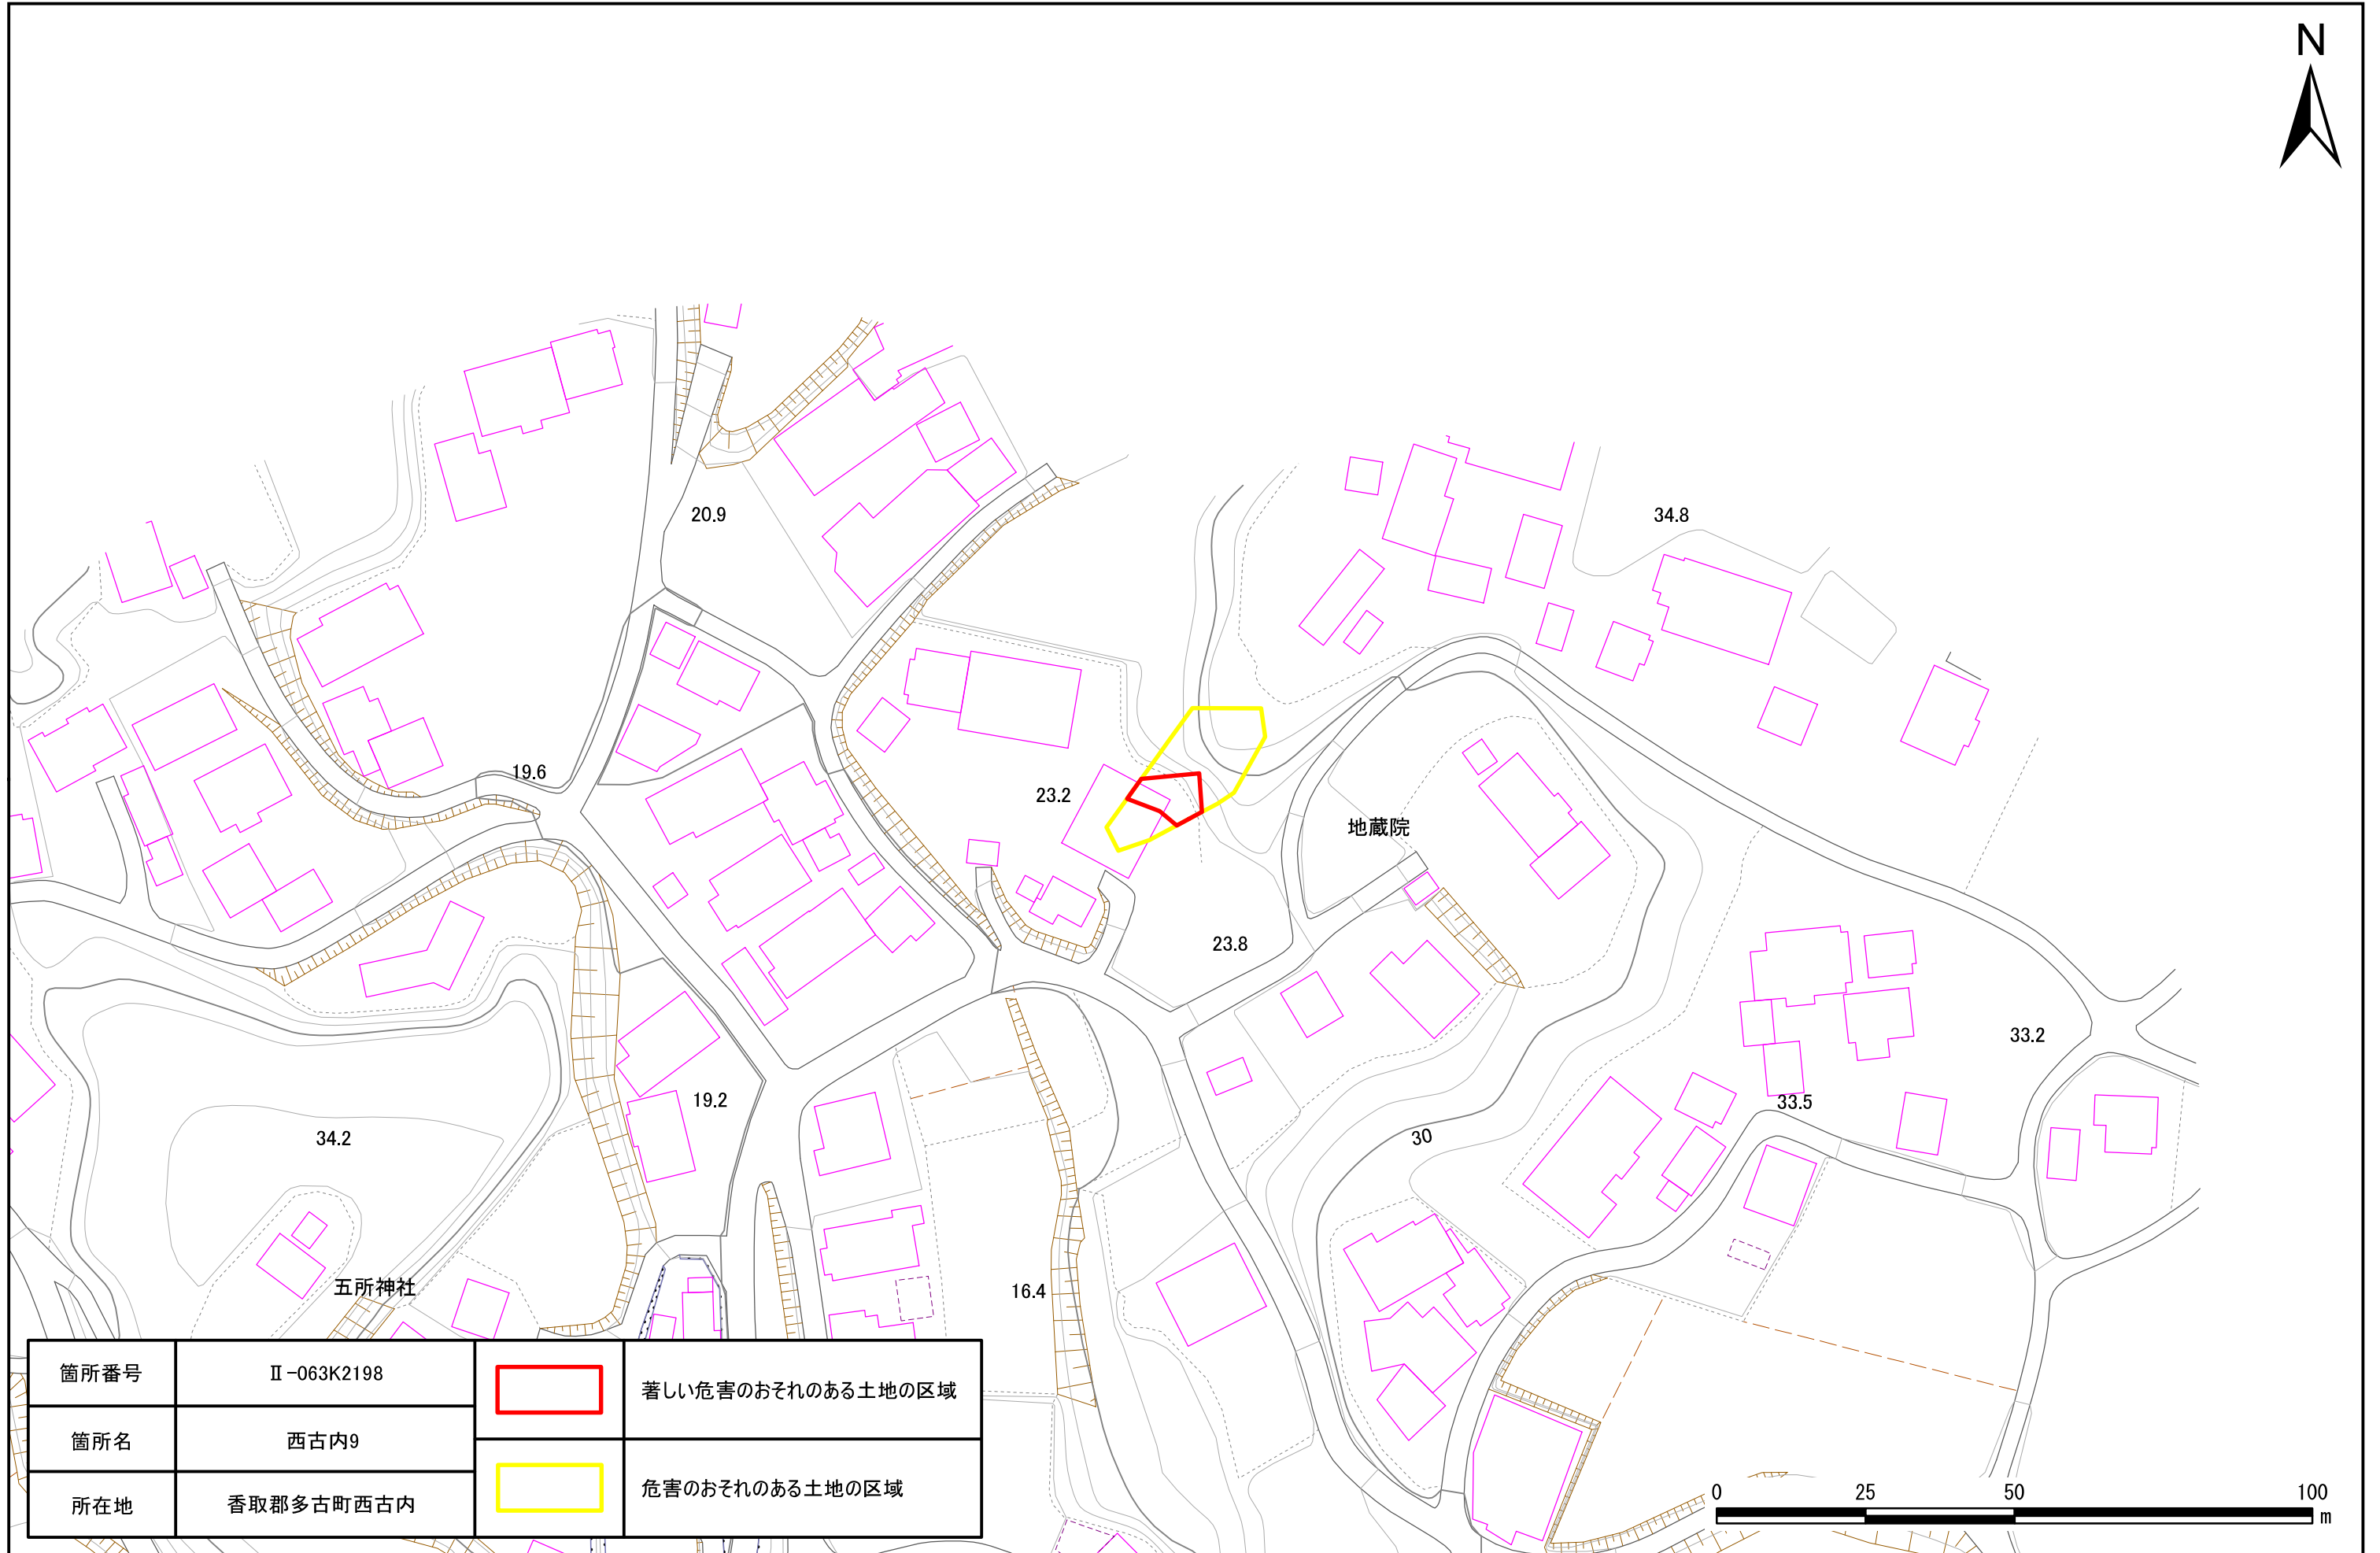 N
34.8
20.9
19.6
23.2
地蔵院
23.8
33.2
19.2
33.5
34.2
30
五所神社
16.4
箇所番号 Ⅱ-063K2198
著しい危害のおそれのある土地の区域
箇所名 西古内9
危害のおそれのある土地の区域
所在地 香取郡多古町西古内
0 25 50 100
m